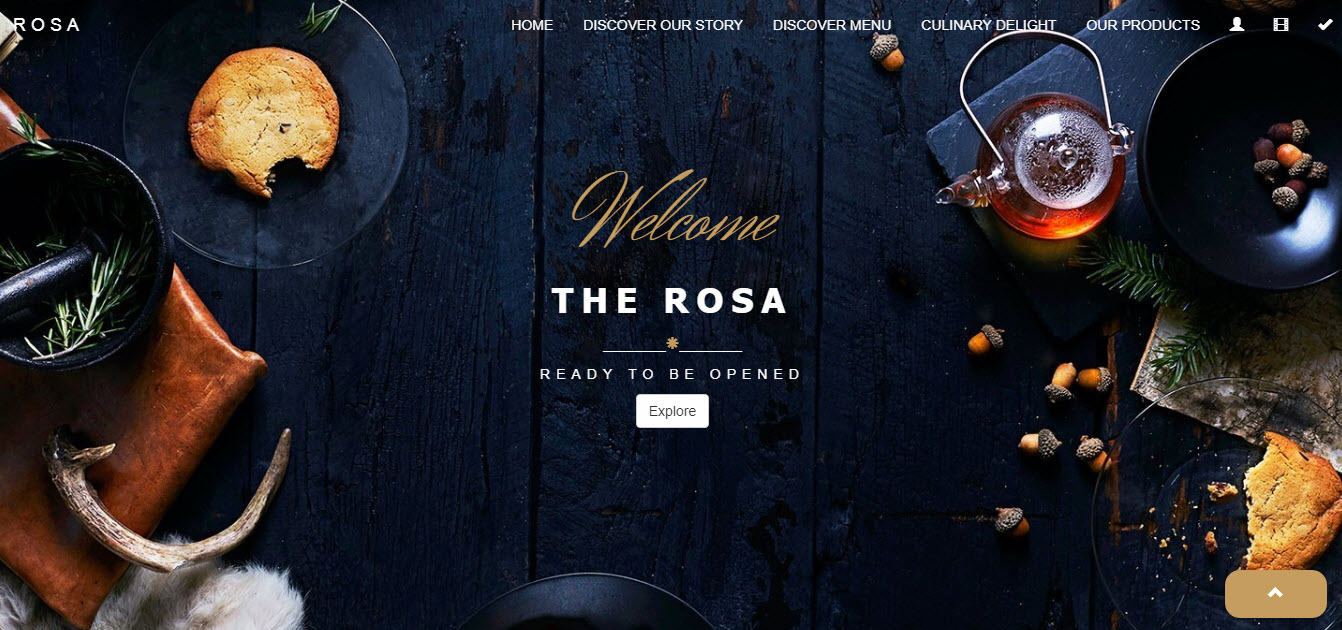 ROSA
HOME DISCOVER OUR STORY DISCOVER MENU CULINARY DELIGHT OUR PRODUCTS
Welcome
THE ROSA
READY TO BE OPENED
Explore